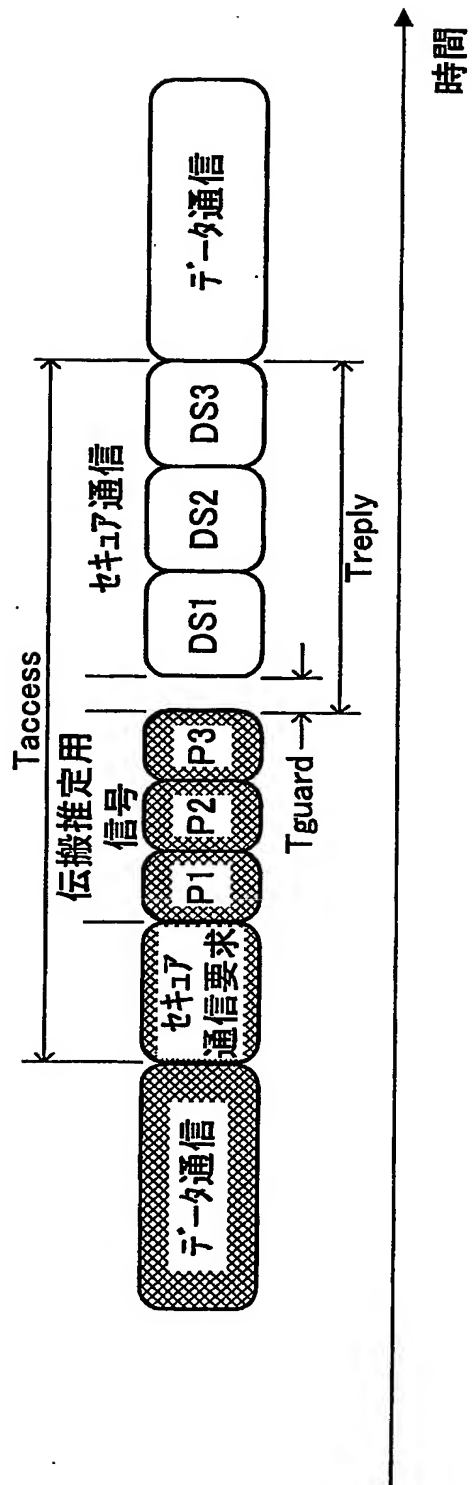 Taccess
伝搬推定用
信号
セキュア通信
データ通信
セキュア
通信要求
P1
P2
P3
DS1
DS2
DS3
データ通信
Tguard
Treply
時間